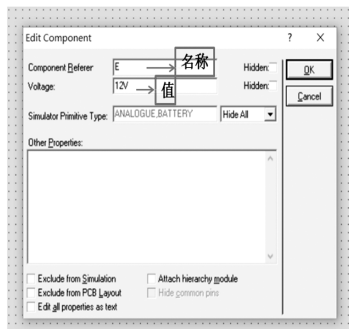 Edit Component ? X
Component Referer E 名称 Hidden:
Voltage: 12V 值 Hidden:
Simulator Primitive Type: ANALOGUE,BATTERY Hide All
Other Properties:
OK
Cancel
Exclude from Simulation Attach hierarchy module
Exclude from PCB Layout Hide common pins
Edit all properties as text